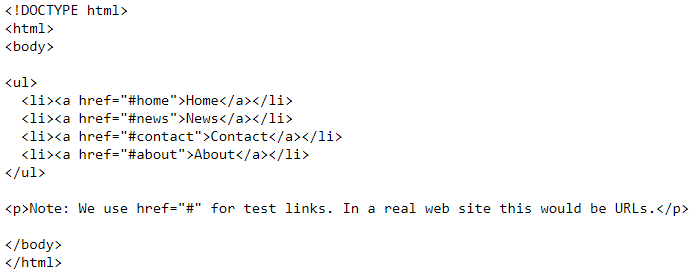 <!DOCTYPE html>
<html>
<body>

<ul>
  <li><a href="#home">Home</a></li>
  <li><a href="#news">News</a></li>
  <li><a href="#contact">Contact</a></li>
  <li><a href="#about">About</a></li>
</ul>

<p>Note: We use href="#" for test links. In a real web site this would be URLs.</p>

</body>
</html>